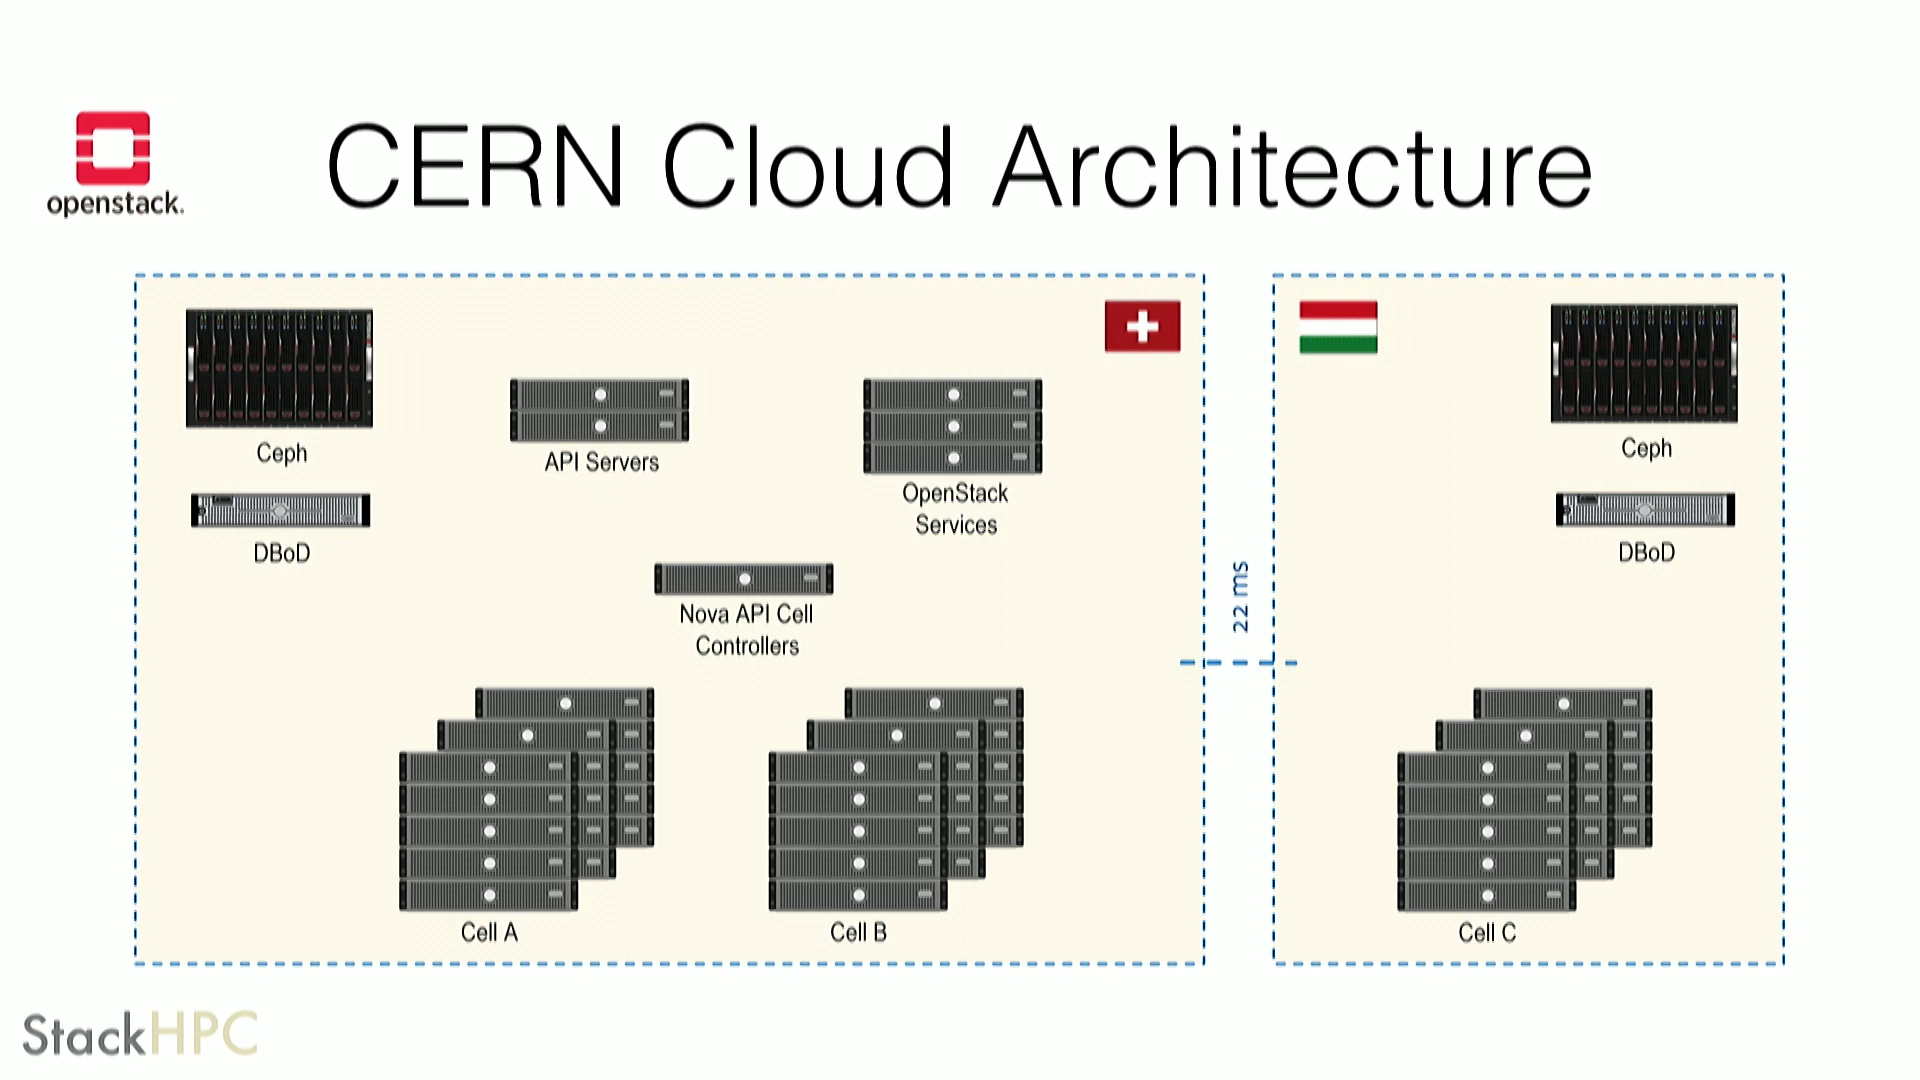 openstack.
CERN Cloud Architecture
Ceph
API Servers
OpenStack
Services
DBoD
Nova API Cell
Controllers
Cell A
Cell B
22 ms
Ceph
DBoD
Cell C
StackHPC